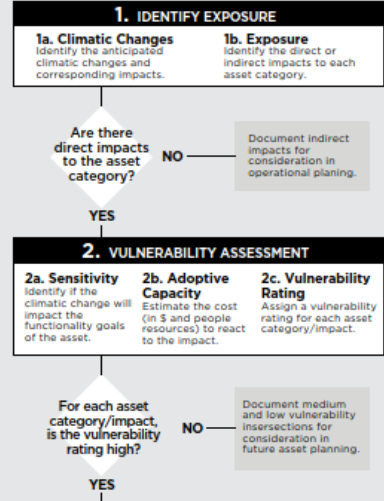 1. IDENTIFY EXPOSURE
1a. Climatic Changes
Identify the anticipated
climatic changes and
corresponding impacts.
1b. Exposure
Identify the direct or
indirect impacts to each
asset category.
Are there
direct impacts
to the asset
category?
NO
Document indirect
impacts for
consideration in
operational planing.
YES
2. VULNERABILITY ASSESSMENT
2a. Sensitivity
Identify if the
climatic change will
impact the
functionality goals
of the asset.
2b. Adoptive
Capacity
Estimate the cost
(in $ and people
resources) to react
to the impact.
2c. Vulnerability
Rating
Assign a vulnerability
rating for each asset
category/impact.
For each asset
category/impact,
is the vulnerability
rating high?
NO
Document medium
and low vulnerability
insersections for
consideration in
future asset planning.
YES